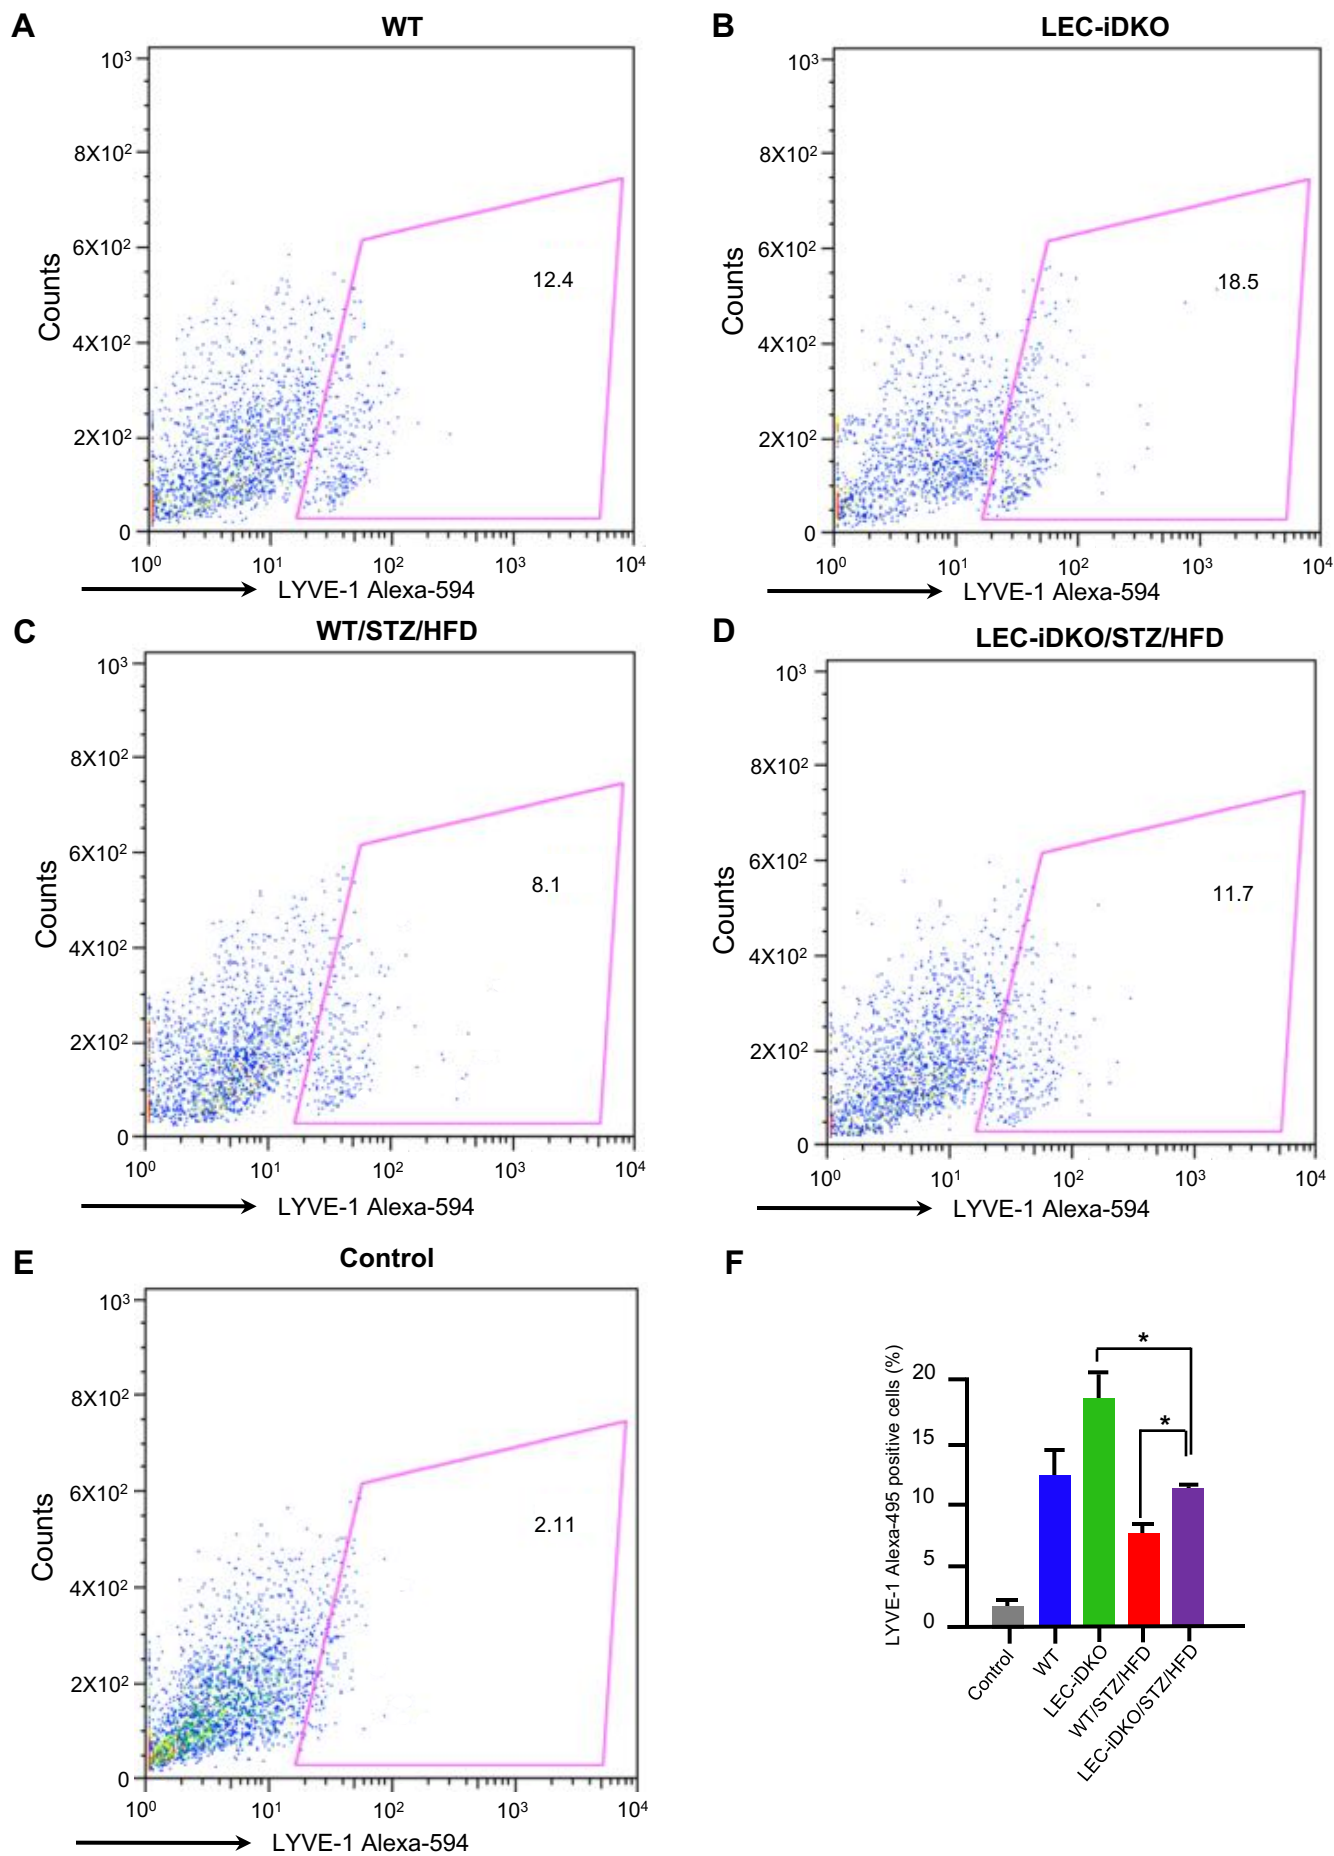 A
WT
10³
8X10²
6X10²
4X10²
2X10²
0
Counts
12.4
10⁰ 10¹ 10² 10³ 10⁴
LYVE-1 Alexa-594
B
LEC-iDKO
10³
8X10²
6X10²
4X10²
2X10²
0
Counts
18.5
10⁰ 10¹ 10² 10³ 10⁴
LYVE-1 Alexa-594
C
WT/STZ/HFD
10³
8X10²
6X10²
4X10²
2X10²
0
Counts
8.1
10⁰ 10¹ 10² 10³ 10⁴
LYVE-1 Alexa-594
D
LEC-iDKO/STZ/HFD
10³
8X10²
6X10²
4X10²
2X10²
0
Counts
11.7
10⁰ 10¹ 10² 10³ 10⁴
LYVE-1 Alexa-594
E
Control
10³
8X10²
6X10²
4X10²
2X10²
0
Counts
2.11
10⁰ 10¹ 10² 10³ 10⁴
LYVE-1 Alexa-594
F
LYVE-1 Alexa-495 positive cells (%)
20
15
10
5
0
*
*
Control
WT
LEC-iDKO
WT/STZ/HFD
LEC-iDKO/STZ/HFD